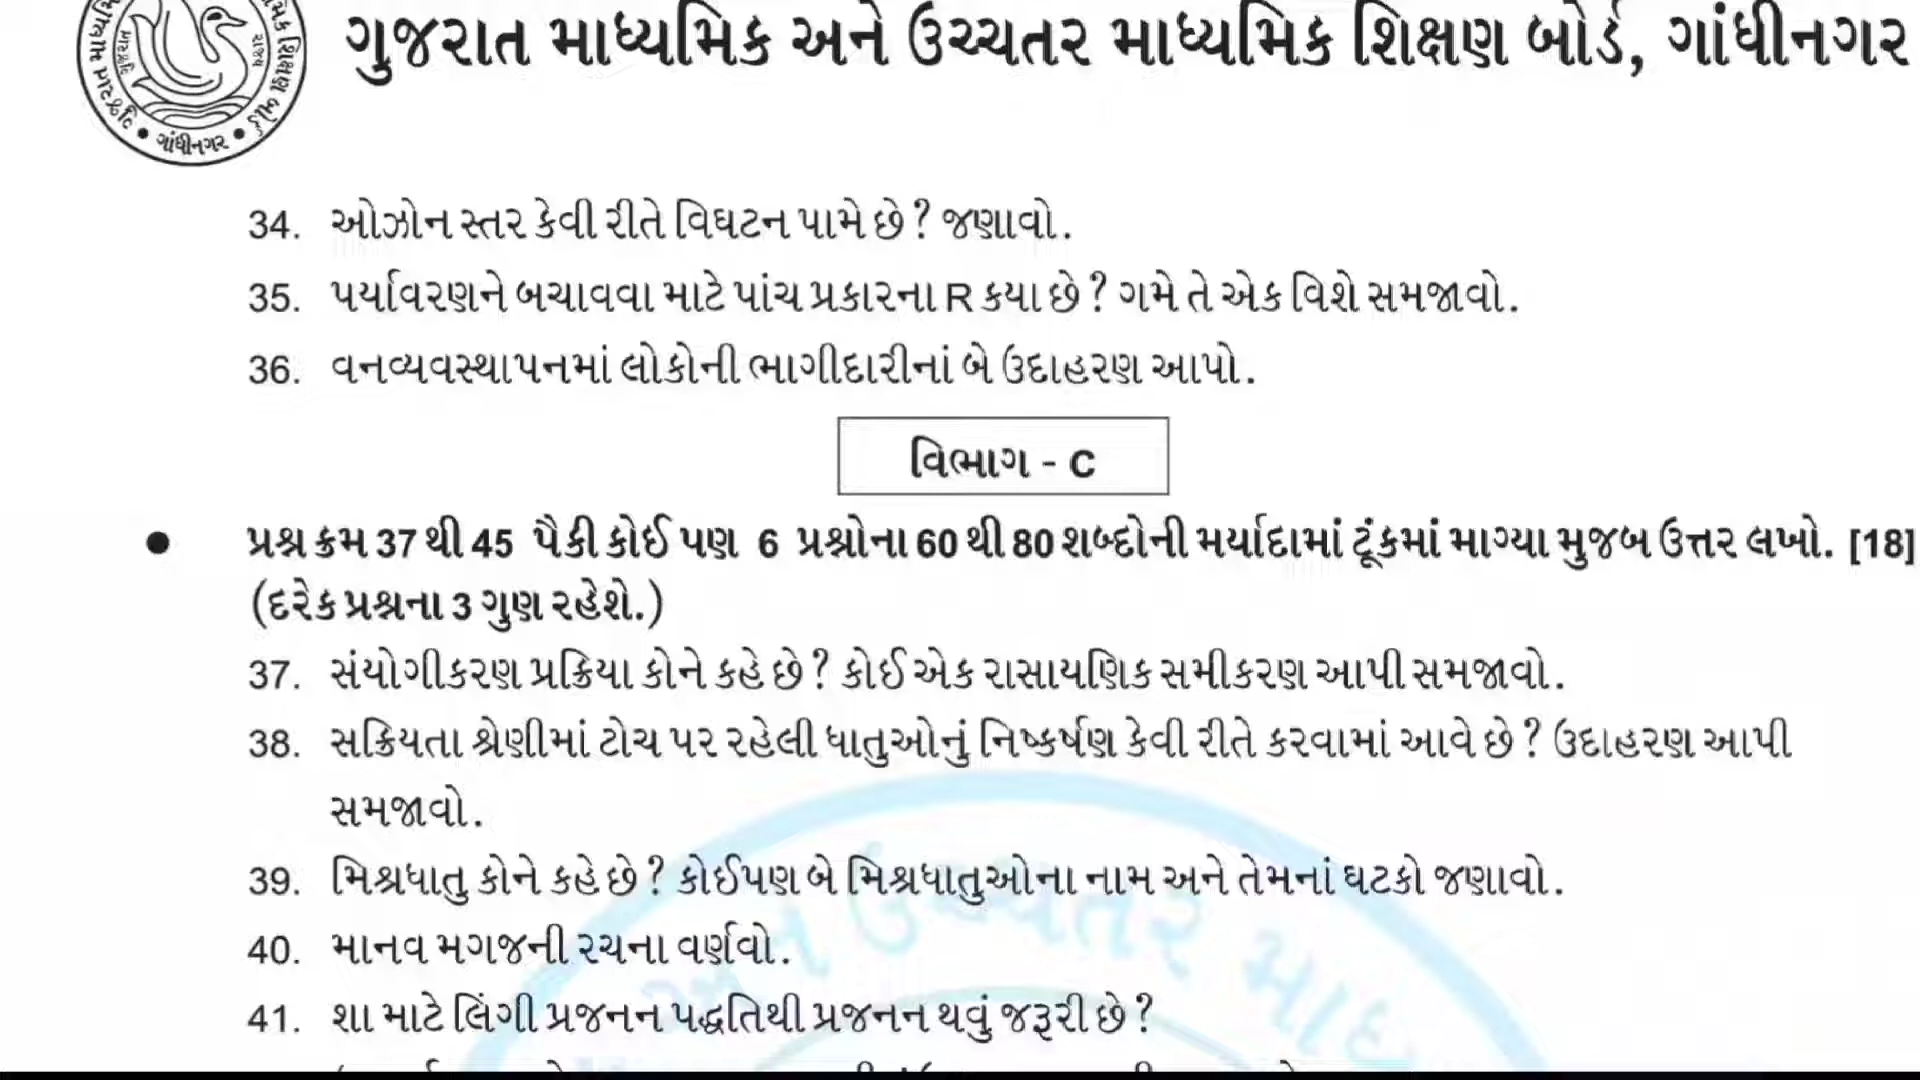 ગુજરાત માધ્યમિક અને ઉચ્ચતર માધ્યમિક શિક્ષણ બોર્ડ, ગાંધીનગર
• ગાંધીનગર •
34. ઓઝોન સ્તર કેવી રીતે વિઘટન પામે છે? જણાવો.
35. પર્યાવરણને બચાવવા માટે પાંચ પ્રકારના R કયા છે? ગમે તે એક વિશે સમજાવો.
36. વનવ્યવસ્થાપનમાં લોકોની ભાગીદારીનાં બે ઉદાહરણ આપો.
વિભાગ - C
● પ્રશ્ન ક્રમ 37 થી 45 પૈકી કોઈ પણ 6 પ્રશ્નોના 60 થી 80 શબ્દોની મર્યાદામાં ટૂંકમાં માગ્યા મુજબ ઉત્તર લખો. [18]
(દરેક પ્રશ્નના 3 ગુણ રહેશે.)
37. સંયોગીકરણ પ્રક્રિયા કોને કહે છે? કોઈ એક રાસાયણિક સમીકરણ આપી સમજાવો.
38. સક્રિયતા શ્રેણીમાં ટોચ પર રહેલી ધાતુઓનું નિષ્કર્ષણ કેવી રીતે કરવામાં આવે છે? ઉદાહરણ આપી
સમજાવો.
39. મિશ્રધાતુ કોને કહે છે? કોઈપણ બે મિશ્રધાતુઓના નામ અને તેમનાં ઘટકો જણાવો.
40. માનવ મગજની રચના વર્ણવો.
41. શા માટે લિંગી પ્રજનન પદ્ધતિથી પ્રજનન થવું જરૂરી છે?